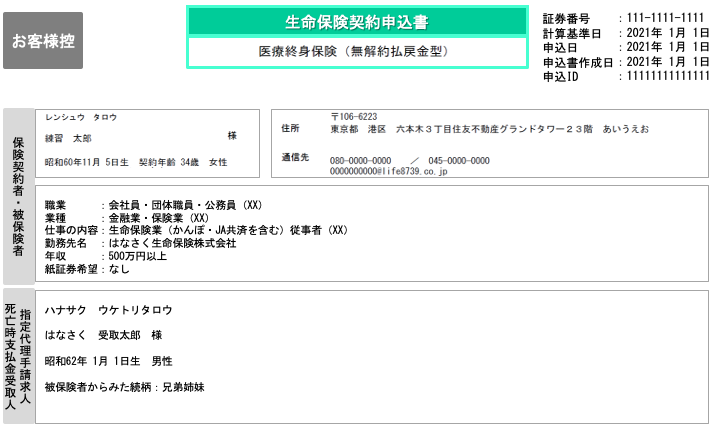 お客様控
生命保険契約申込書
医療終身保険（無解約払戻金型）
証券番号　：111-1111-1111
計算基準日　：2021年 1月 1日
申込日　：2021年 1月 1日
申込書作成日：2021年 1月 1日
申込ID　：11111111111111
保険契約者・被保険者
レンシュウ　タロウ
練習　太郎　様
昭和60年11月 5日生　契約年齢 34歳　女性
住所
〒106-6223
東京都　港区　六本木３丁目住友不動産グランドタワー２３階　あいうえお
通信先
080-0000-0000　／　045-0000-0000
0000000000@life8739.co.jp
職業　：会社員・団体職員・公務員（XX）
業種　：金融業・保険業（XX）
仕事の内容：生命保険業（かんぽ・JA共済を含む）従事者（XX）
勤務先名　：はなさく生命保険株式会社
年収　：500万円以上
紙証券希望：なし
死亡時支払金受取人
指定代理手請求人
ハナサク　ウケトリタロウ
はなさく　受取太郎　様
昭和62年 1月 1日生　男性
被保険者からみた続柄：兄弟姉妹